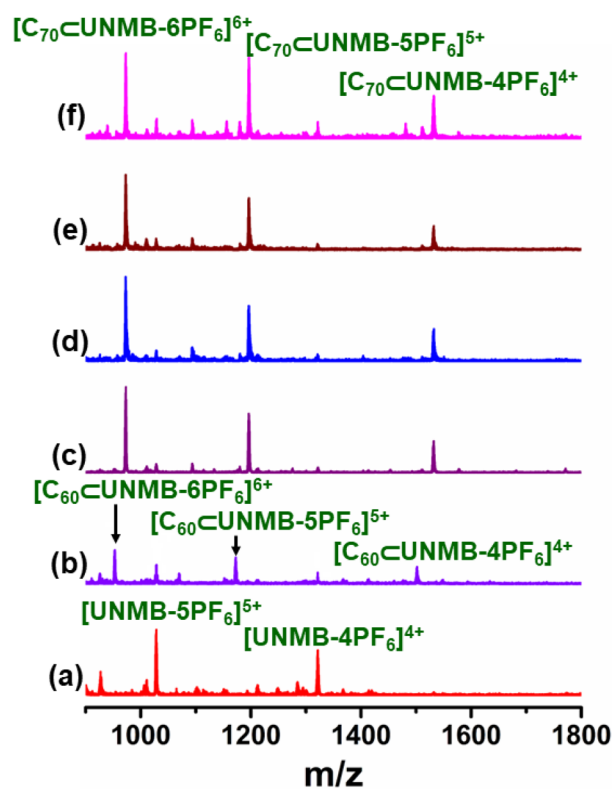 [C₇₀⊂UNMB-6PF₆]⁶⁺
[C₇₀⊂UNMB-5PF₆]⁵⁺
[C₇₀⊂UNMB-4PF₆]⁴⁺
(f)
(e)
(d)
(c)
[C₆₀⊂UNMB-6PF₆]⁶⁺
[C₆₀⊂UNMB-5PF₆]⁵⁺
[C₆₀⊂UNMB-4PF₆]⁴⁺
(b)
[UNMB-5PF₆]⁵⁺
[UNMB-4PF₆]⁴⁺
(a)
1000 1200 1400 1600 1800
m/z